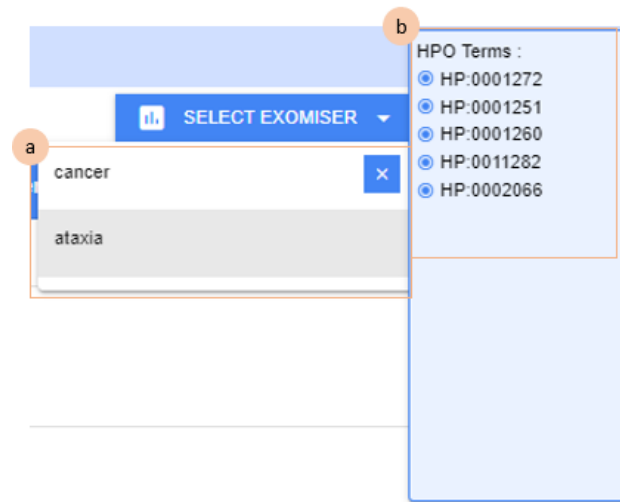 b
HPO Terms :
HP:0001272
SELECT EXOMISER
HP:0001251
HP:0001260
HP:0011282
HP:0002066
a
cancer
ataxia